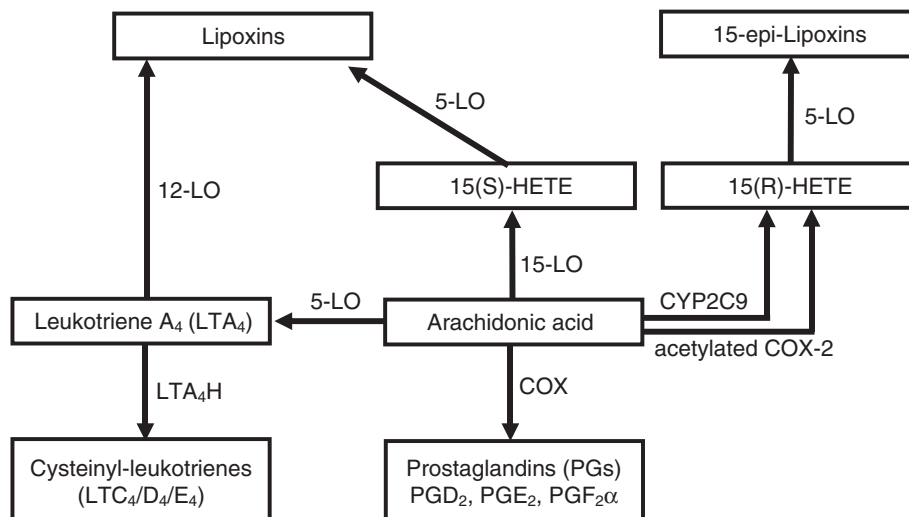 Lipoxins
15-epi-Lipoxins
5-LO
5-LO
15(S)-HETE
15(R)-HETE
12-LO
15-LO
5-LO
CYP2C9
Leukotriene A₄ (LTA₄)
Arachidonic acid
acetylated COX-2
LTA₄H
COX
Cysteinyl-leukotrienes
(LTC₄/D₄/E₄)
Prostaglandins (PGs)
PGD₂, PGE₂, PGF₂α